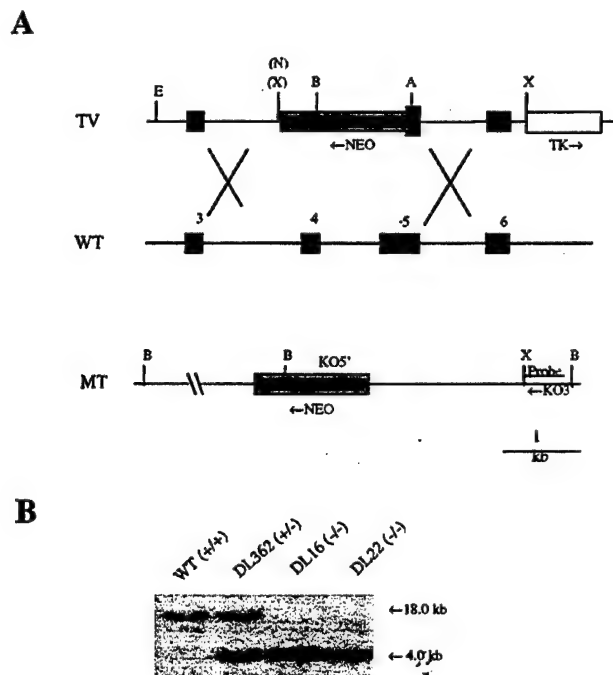 A
(N)
E (X) B A X
TV
←NEO
TK→
3 4 -5 6
WT
B B KO5' X B
Probe
MT
←KO3'
←NEO
1
kb
B
WT (+/+) DL362 (+/-) DL16 (-/-) DL22 (-/-)
←18.0 kb
←4.0 kb